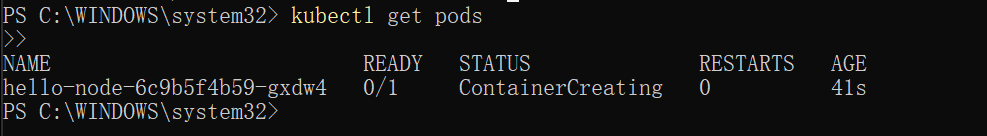 PS C:\WINDOWS\system32> kubectl get pods
>>
NAME READY STATUS RESTARTS AGE
hello-node-6c9b5f4b59-gxdw4 0/1 ContainerCreating 0 41s
PS C:\WINDOWS\system32>